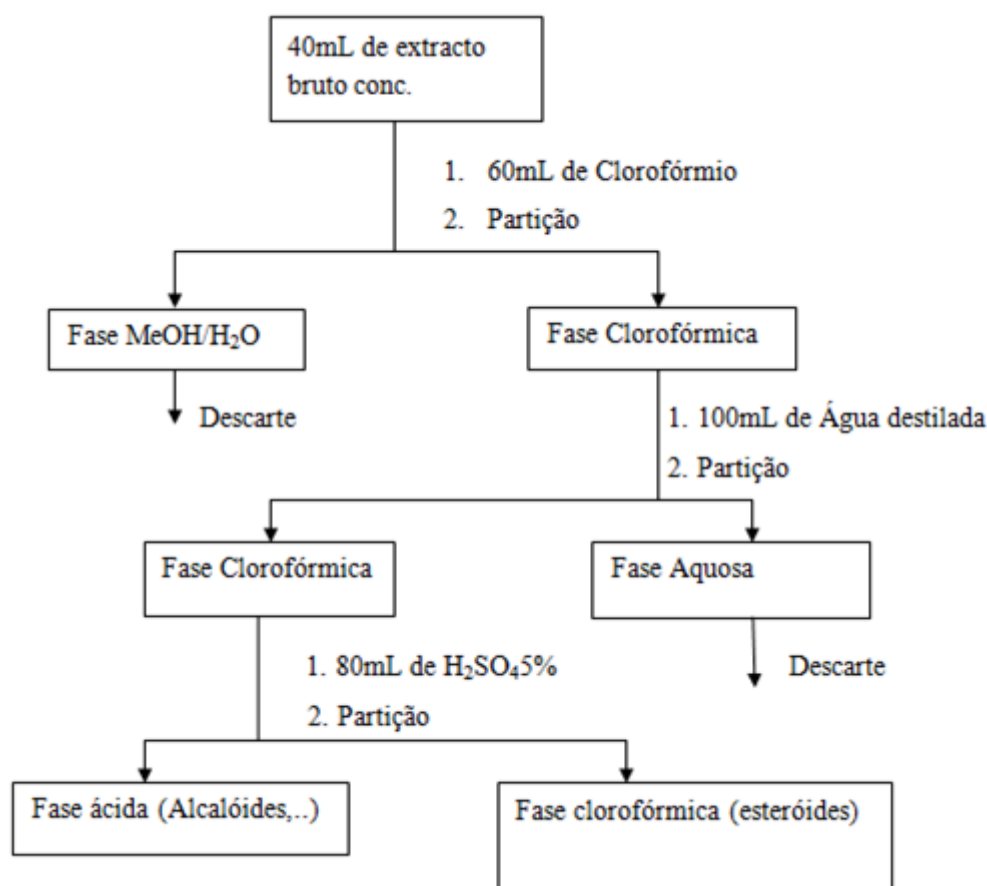 40mL de extracto
bruto conc.
1. 60mL de Clorofórmio
2. Partição
Fase MeOH/H₂O
Fase Clorofórmica
Descarte
1. 100mL de Água destilada
2. Partição
Fase Clorofórmica
Fase Aquosa
1. 80mL de H₂SO₄5%
2. Partição
Descarte
Fase ácida (Alcalóides,..)
Fase clorofórmica (esteróides)